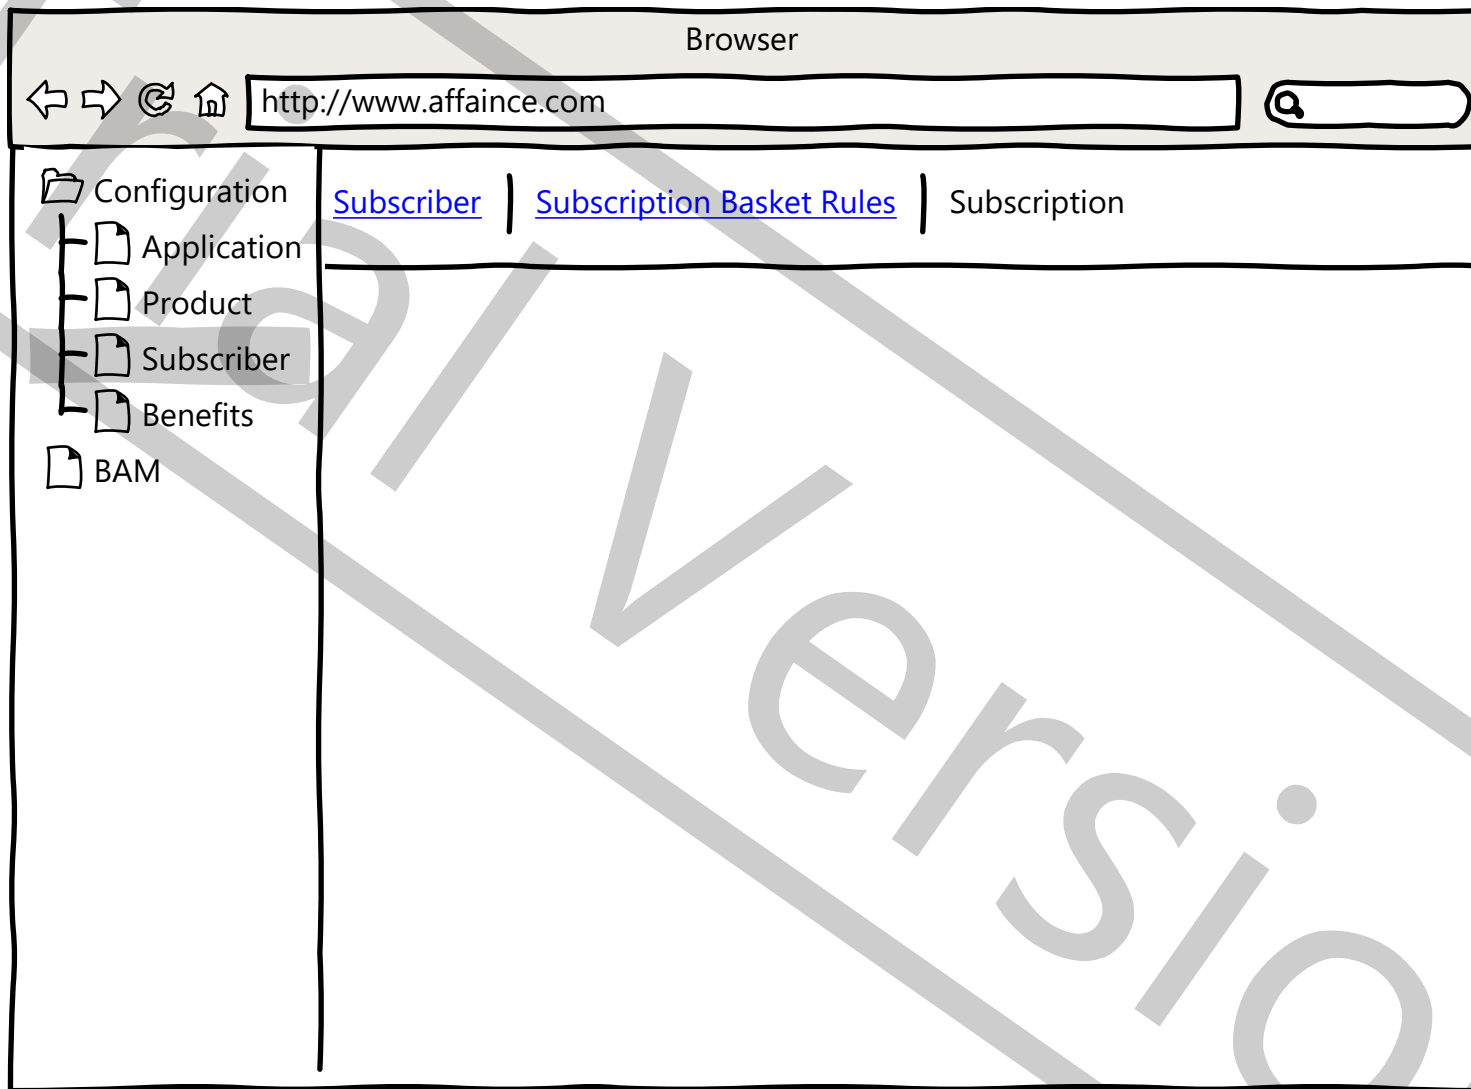 Browser
http://www.affaince.com
Configuration
Application
Product
Subscriber
Benefits
BAM
Subscriber | Subscription Basket Rules | Subscription
rial Versio